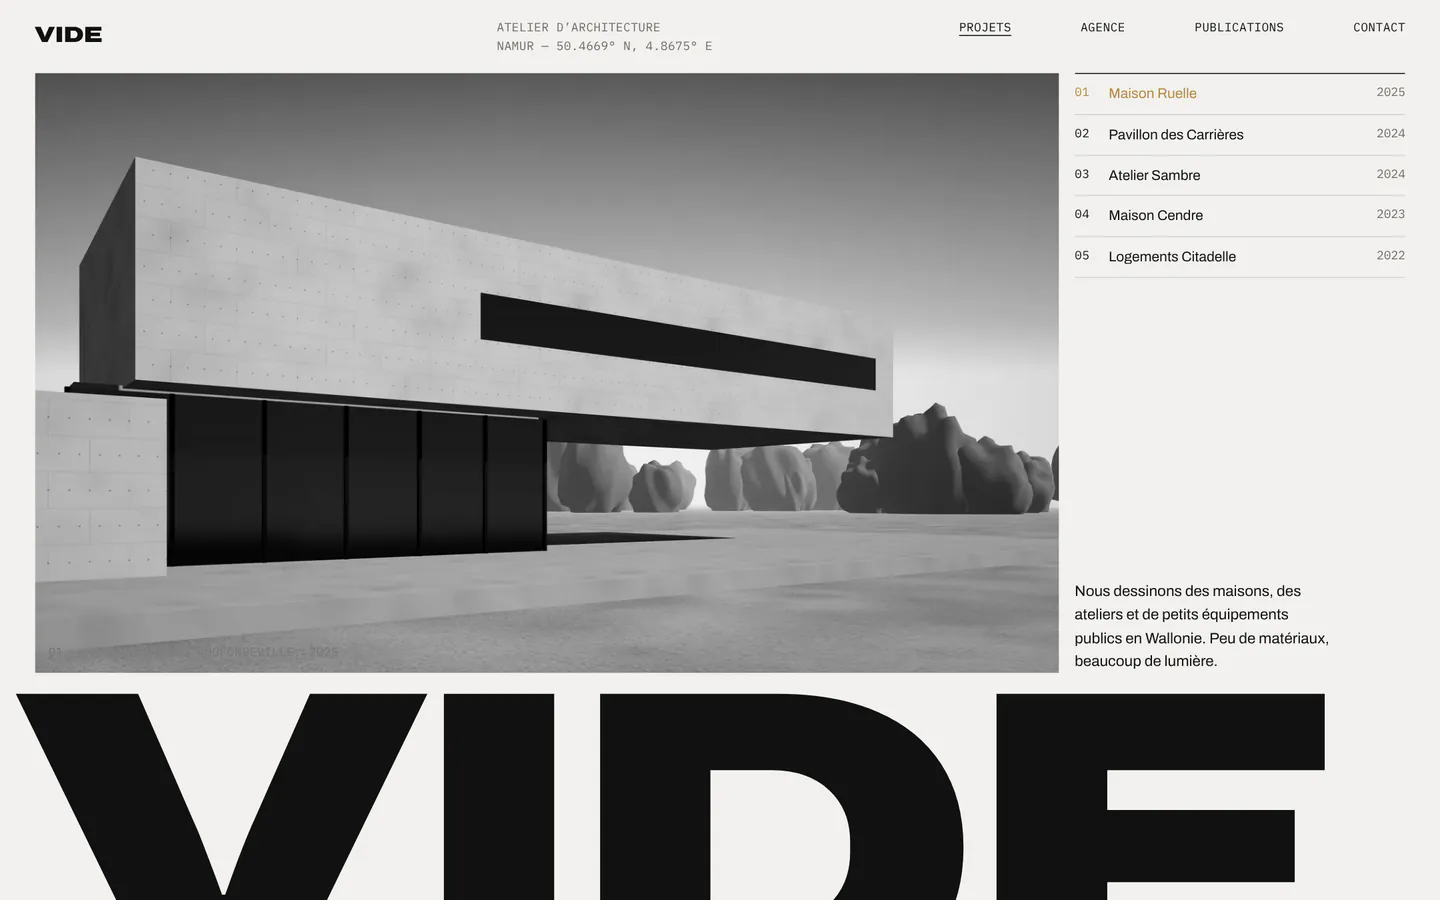 VIDE
ATELIER D’ARCHITECTURE
NAMUR — 50.4669° N, 4.8675° E
PROJETS
AGENCE
PUBLICATIONS
CONTACT
01 Maison Ruelle 2025
02 Pavillon des Carrières 2024
03 Atelier Sambre 2024
04 Maison Cendre 2023
05 Logements Citadelle 2022
Nous dessinons des maisons, des
ateliers et de petits équipements
publics en Wallonie. Peu de matériaux,
beaucoup de lumière.
01 2025
VIDE